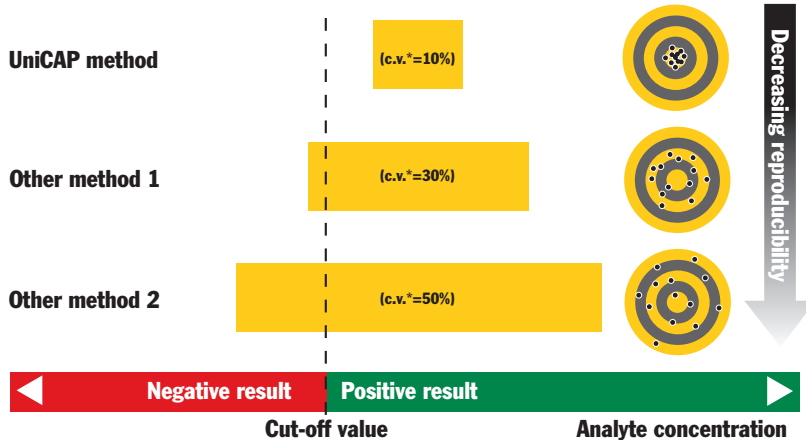 UniCAP method
(c.v.*=10%)
Other method 1
(c.v.*=30%)
Other method 2
(c.v.*=50%)
Decreasing reproducibility
Negative result
Positive result
Cut-off value
Analyte concentration